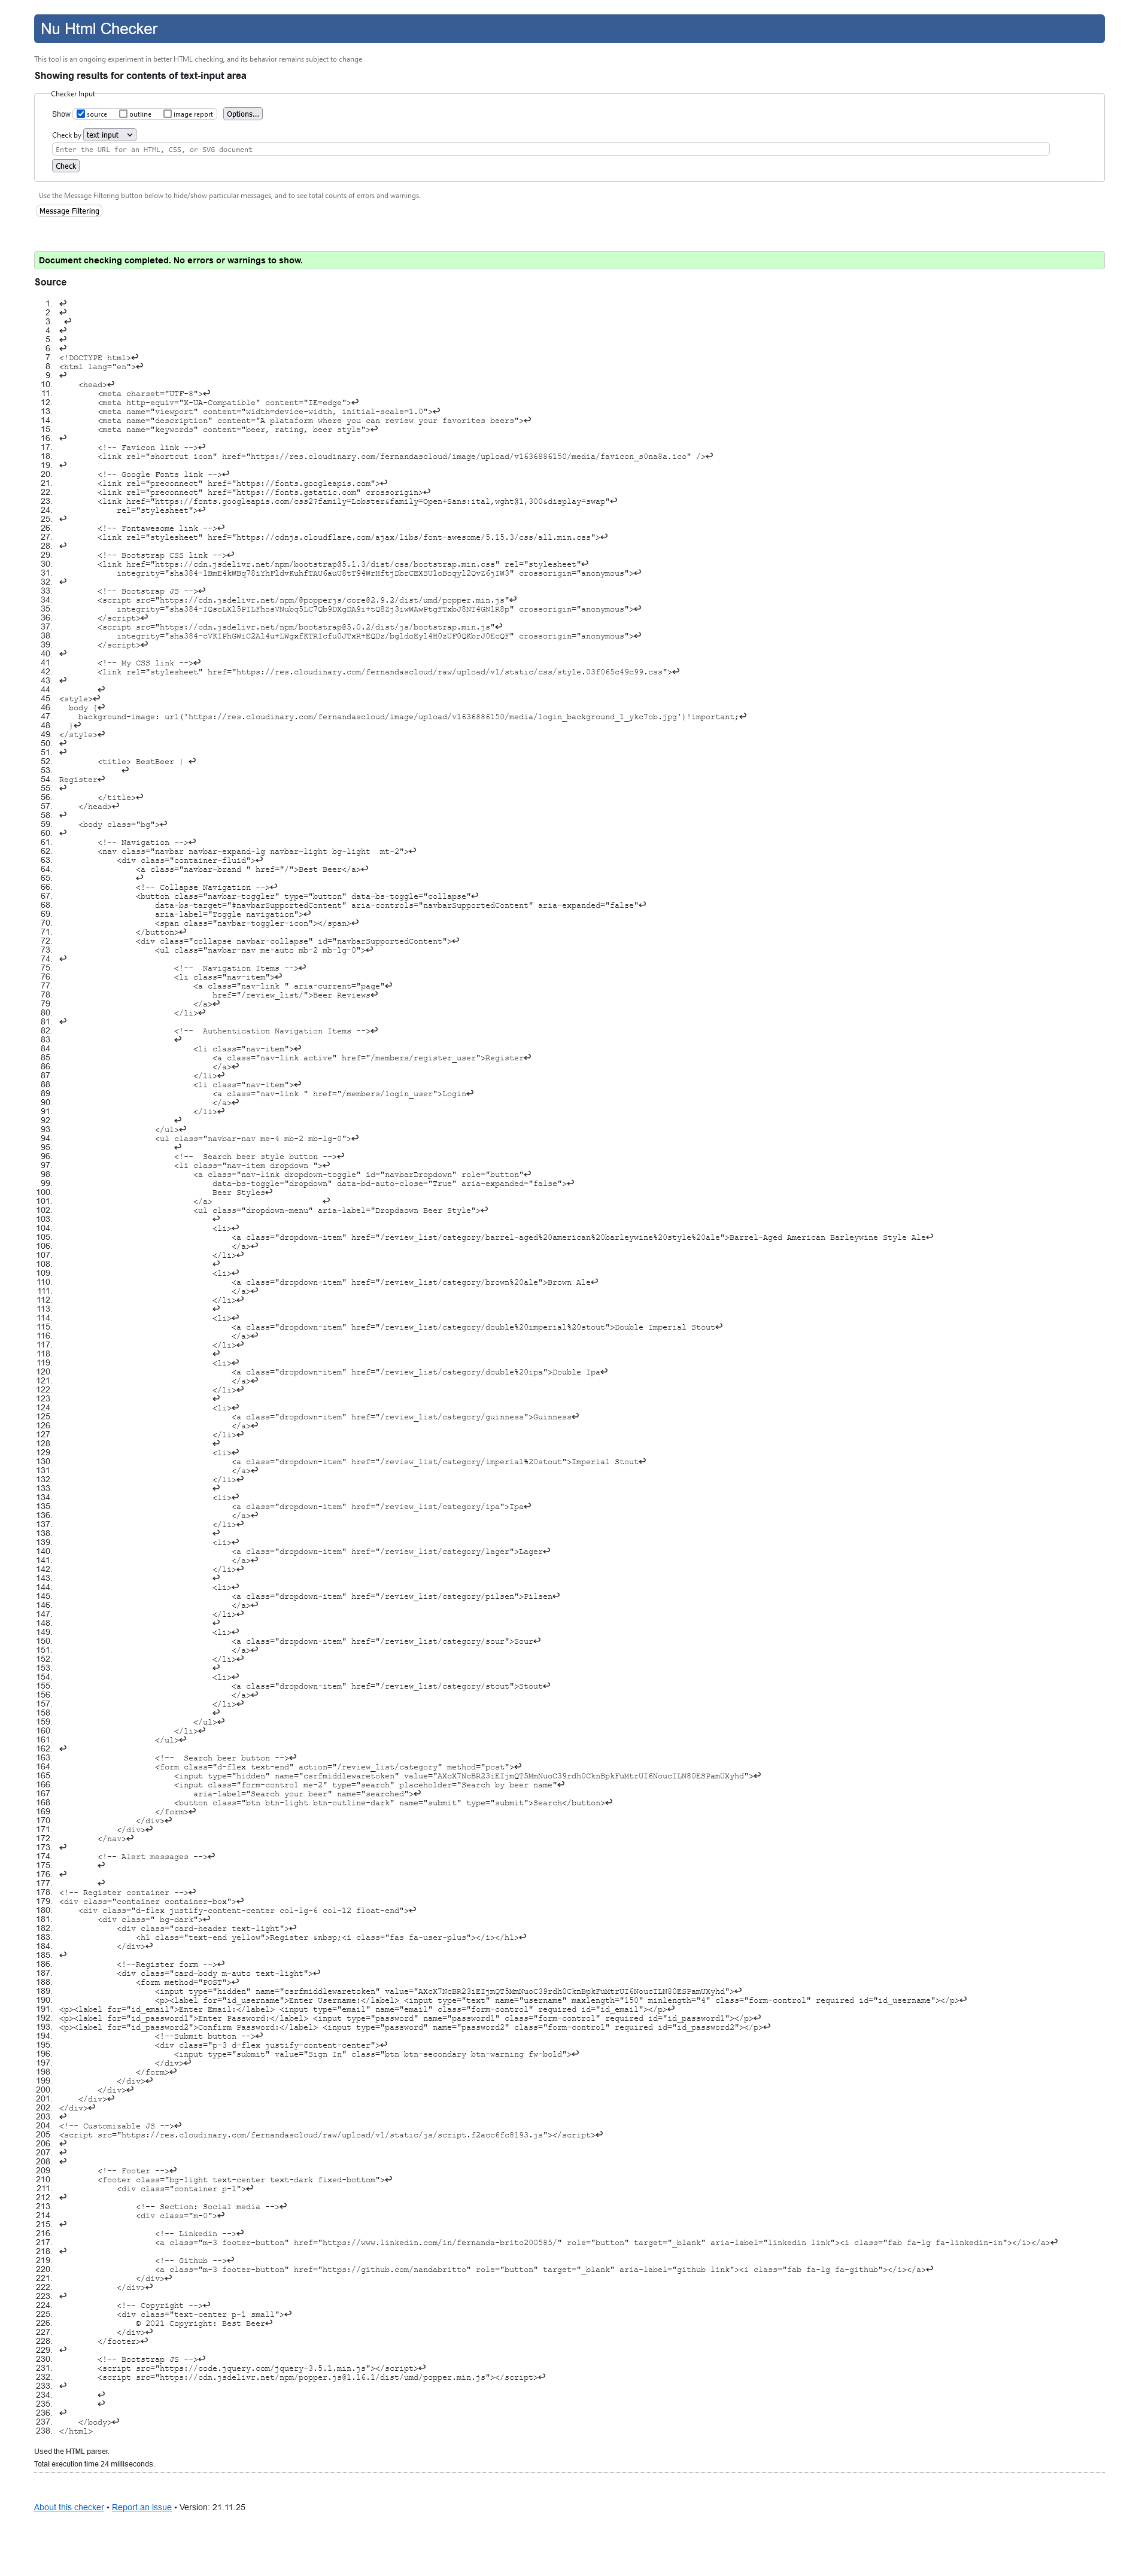 Nu Html Checker
This tool is an ongoing experiment in better HTML checking, and its behavior remains subject to change
Showing results for contents of text-input area
Checker Input
Show source outline image report Options...
Check by text input
Enter the URL for an HTML, CSS, or SVG document
Check
Use the Message Filtering button below to hide/show particular messages, and to see total counts of errors and warnings.
Message Filtering
Document checking completed. No errors or warnings to show.
Source
1. ↩
2. ↩
3. ↩
4. ↩
5. ↩
6. ↩
7. <!DOCTYPE html>↩
8. <html lang="en">↩
9. ↩
10. <head>↩
11. <meta charset="UTF-8">↩
12. <meta http-equiv="X-UA-Compatible" content="IE=edge">↩
13. <meta name="viewport" content="width=device-width, initial-scale=1.0">↩
14. <meta name="description" content="A plataform where you can review your favorites beers">↩
15. <meta name="keywords" content="beer, rating, beer style">↩
16. ↩
17. <!-- Favicon link -->↩
18. <link rel="shortcut icon" href="https://res.cloudinary.com/fernandascloud/image/upload/v1636886150/media/favicon_s0na8a.ico" />↩
19. ↩
20. <!-- Google Fonts link -->↩
21. <link rel="preconnect" href="https://fonts.googleapis.com">↩
22. <link rel="preconnect" href="https://fonts.gstatic.com" crossorigin>↩
23. <link href="https://fonts.googleapis.com/css2?family=Lobster&family=Open+Sans:ital,wght@1,300&display=swap"↩
24. rel="stylesheet">↩
25. ↩
26. <!-- Fontawesome link -->↩
27. <link rel="stylesheet" href="https://cdnjs.cloudflare.com/ajax/libs/font-awesome/5.15.3/css/all.min.css">↩
28. ↩
29. <!-- Bootstrap CSS link -->↩
30. <link href="https://cdn.jsdelivr.net/npm/bootstrap@5.1.3/dist/css/bootstrap.min.css" rel="stylesheet"↩
31. integrity="sha384-1BmE4kWBq78iYhFldvKuhfTAU6auU8tT94WrHftjDbrCEXSU1oBoqyl2QvZ6jIW3" crossorigin="anonymous">↩
32. ↩
33. <!-- Bootstrap JS -->↩
34. <script src="https://cdn.jsdelivr.net/npm/@popperjs/core@2.9.2/dist/umd/popper.min.js"↩
35. integrity="sha384-IQsoLXl5PILFhosVNubq5LC7Qb9DXgDA9i+tQ8Zj3iwWAwPtgFTxbJ8NT4GN1R8p" crossorigin="anonymous">↩
36. </script>↩
37. <script src="https://cdn.jsdelivr.net/npm/bootstrap@5.0.2/dist/js/bootstrap.min.js"↩
38. integrity="sha384-cVKIPhGWiC2Al4u+LWgxfKTRIcfu0JTxR+EQDz/bgldoEyl4H0zUF0QKbrJ0EcQF" crossorigin="anonymous">↩
39. </script>↩
40. ↩
41. <!-- My CSS link -->↩
42. <link rel="stylesheet" href="https://res.cloudinary.com/fernandascloud/raw/upload/v1/static/css/style.03f065c49c99.css">↩
43. ↩
44. ↩
45. <style>↩
46. body {↩
47. background-image: url('https://res.cloudinary.com/fernandascloud/image/upload/v1636886150/media/login_background_1_ykc7ob.jpg')!important;↩
48. }↩
49. </style>↩
50. ↩
51. ↩
52. <title> BestBeer | ↩
53. ↩
54. Register↩
55. ↩
56. </title>↩
57. </head>↩
58. ↩
59. <body class="bg">↩
60. ↩
61. <!-- Navigation -->↩
62. <nav class="navbar navbar-expand-lg navbar-light bg-light  mt-2">↩
63. <div class="container-fluid">↩
64. <a class="navbar-brand " href="/">Best Beer</a>↩
65. ↩
66. <!-- Collapse Navigation -->↩
67. <button class="navbar-toggler" type="button" data-bs-toggle="collapse"↩
68. data-bs-target="#navbarSupportedContent" aria-controls="navbarSupportedContent" aria-expanded="false"↩
69. aria-label="Toggle navigation">↩
70. <span class="navbar-toggler-icon"></span>↩
71. </button>↩
72. <div class="collapse navbar-collapse" id="navbarSupportedContent">↩
73. <ul class="navbar-nav me-auto mb-2 mb-lg-0">↩
74. ↩
75. <!--  Navigation Items -->↩
76. <li class="nav-item">↩
77. <a class="nav-link " aria-current="page"↩
78. href="/review_list/">Beer Reviews↩
79. </a>↩
80. </li>↩
81. ↩
82. <!--  Authentication Navigation Items -->↩
83. ↩
84. <li class="nav-item">↩
85. <a class="nav-link active" href="/members/register_user">Register↩
86. </a>↩
87. </li>↩
88. <li class="nav-item">↩
89. <a class="nav-link " href="/members/login_user">Login↩
90. </a>↩
91. </li>↩
92. ↩
93. </ul>↩
94. <ul class="navbar-nav me-4 mb-2 mb-lg-0">↩
95. ↩
96. <!--  Search beer style button -->↩
97. <li class="nav-item dropdown ">↩
98. <a class="nav-link dropdown-toggle" id="navbarDropdown" role="button"↩
99. data-bs-toggle="dropdown" data-bd-auto-close="True" aria-expanded="false">↩
100. Beer Styles↩
101. </a> ↩
102. <ul class="dropdown-menu" aria-label="Dropdaown Beer Style">↩
103. ↩
104. <li>↩
105. <a class="dropdown-item" href="/review_list/category/barrel-aged%20american%20barleywine%20style%20ale">Barrel-Aged American Barleywine Style Ale↩
106. </a>↩
107. </li>↩
108. ↩
109. <li>↩
110. <a class="dropdown-item" href="/review_list/category/brown%20ale">Brown Ale↩
111. </a>↩
112. </li>↩
113. ↩
114. <li>↩
115. <a class="dropdown-item" href="/review_list/category/double%20imperial%20stout">Double Imperial Stout↩
116. </a>↩
117. </li>↩
118. ↩
119. <li>↩
120. <a class="dropdown-item" href="/review_list/category/double%20ipa">Double Ipa↩
121. </a>↩
122. </li>↩
123. ↩
124. <li>↩
125. <a class="dropdown-item" href="/review_list/category/guinness">Guinness↩
126. </a>↩
127. </li>↩
128. ↩
129. <li>↩
130. <a class="dropdown-item" href="/review_list/category/imperial%20stout">Imperial Stout↩
131. </a>↩
132. </li>↩
133. ↩
134. <li>↩
135. <a class="dropdown-item" href="/review_list/category/ipa">Ipa↩
136. </a>↩
137. </li>↩
138. ↩
139. <li>↩
140. <a class="dropdown-item" href="/review_list/category/lager">Lager↩
141. </a>↩
142. </li>↩
143. ↩
144. <li>↩
145. <a class="dropdown-item" href="/review_list/category/pilsen">Pilsen↩
146. </a>↩
147. </li>↩
148. ↩
149. <li>↩
150. <a class="dropdown-item" href="/review_list/category/sour">Sour↩
151. </a>↩
152. </li>↩
153. ↩
154. <li>↩
155. <a class="dropdown-item" href="/review_list/category/stout">Stout↩
156. </a>↩
157. </li>↩
158. ↩
159. </ul>↩
160. </li>↩
161. </ul>↩
162. ↩
163. <!--  Search beer button -->↩
164. <form class="d-flex text-end" action="/review_list/category" method="post">↩
165. <input type="hidden" name="csrfmiddlewaretoken" value="AXcX7NcBR23iEIjmQT5MmNuoC39rdh0CknBpkFuMtrUI6NoucILN80ESPamUXyhd">↩
166. <input class="form-control me-2" type="search" placeholder="Search by beer name"↩
167. aria-label="Search your beer" name="searched">↩
168. <button class="btn btn-light btn-outline-dark" name="submit" type="submit">Search</button>↩
169. </form>↩
170. </div>↩
171. </div>↩
172. </nav>↩
173. ↩
174. <!-- Alert messages -->↩
175. ↩
176. ↩
177. ↩
178. <!-- Register container -->↩
179. <div class="container container-box">↩
180. <div class="d-flex justify-content-center col-lg-6 col-12 float-end">↩
181. <div class=" bg-dark">↩
182. <div class="card-header text-light">↩
183. <h1 class="text-end yellow">Register &nbsp;<i class="fas fa-user-plus"></i></h1>↩
184. </div>↩
185. ↩
186. <!--Register form -->↩
187. <div class="card-body m-auto text-light">↩
188. <form method="POST">↩
189. <input type="hidden" name="csrfmiddlewaretoken" value="AXcX7NcBR23iEIjmQT5MmNuoC39rdh0CknBpkFuMtrUI6NoucILN80ESPamUXyhd">↩
190. <p><label for="id_username">Enter Username:</label> <input type="text" name="username" maxlength="150" minlength="4" class="form-control" required id="id_username"></p>↩
191. <p><label for="id_email">Enter Email:</label> <input type="email" name="email" class="form-control" required id="id_email"></p>↩
192. <p><label for="id_password1">Enter Password:</label> <input type="password" name="password1" class="form-control" required id="id_password1"></p>↩
193. <p><label for="id_password2">Confirm Password:</label> <input type="password" name="password2" class="form-control" required id="id_password2"></p>↩
194. <!--Submit button -->↩
195. <div class="p-3 d-flex justify-content-center">↩
196. <input type="submit" value="Sign In" class="btn btn-secondary btn-warning fw-bold">↩
197. </div>↩
198. </form>↩
199. </div>↩
200. </div>↩
201. </div>↩
202. </div>↩
203. ↩
204. <!-- Customizable JS -->↩
205. <script src="https://res.cloudinary.com/fernandascloud/raw/upload/v1/static/js/script.f2acc6fc8193.js"></script>↩
206. ↩
207. ↩
208. ↩
209. <!-- Footer -->↩
210. <footer class="bg-light text-center text-dark fixed-bottom">↩
211. <div class="container p-1">↩
212. ↩
213. <!-- Section: Social media -->↩
214. <div class="m-0">↩
215. ↩
216. <!-- Linkedin -->↩
217. <a class="m-3 footer-button" href="https://www.linkedin.com/in/fernanda-brito200585/" role="button" target="_blank" aria-label="linkedin link"><i class="fab fa-lg fa-linkedin-in"></i></a>↩
218. ↩
219. <!-- Github -->↩
220. <a class="m-3 footer-button" href="https://github.com/nandabritto" role="button" target="_blank" aria-label="github link"><i class="fab fa-lg fa-github"></i></a>↩
221. </div>↩
222. </div>↩
223. ↩
224. <!-- Copyright -->↩
225. <div class="text-center p-1 small">↩
226. © 2021 Copyright: Best Beer↩
227. </div>↩
228. </footer>↩
229. ↩
230. <!-- Bootstrap JS -->↩
231. <script src="https://code.jquery.com/jquery-3.5.1.min.js"></script>↩
232. <script src="https://cdn.jsdelivr.net/npm/popper.js@1.16.1/dist/umd/popper.min.js"></script>↩
233. ↩
234. ↩
235. ↩
236. ↩
237. </body>↩
238. </html>
Used the HTML parser.
Total execution time 24 milliseconds.
About this checker • Report an issue • Version: 21.11.25